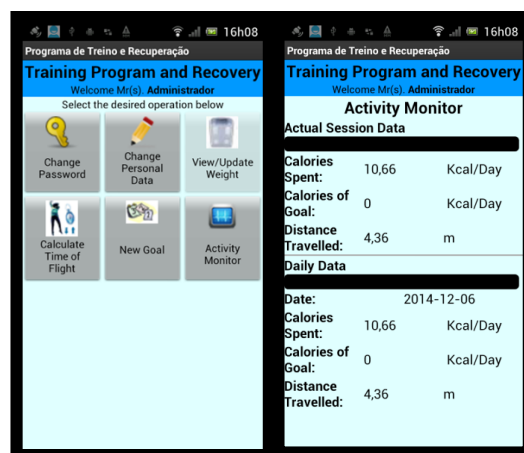 16h08
Programa de Treino e Recuperação
Training Program and Recovery
Welcome Mr(s). Administrador
Select the desired operation below
Change
Password
Change
Personal
Data
View/Update
Weight
Calculate
Time of
Flight
New Goal
Activity
Monitor
16h08
Programa de Treino e Recuperação
Training Program and Recovery
Welcome Mr(s). Administrador
Activity Monitor
Actual Session Data
Calories
Spent: 10,66 Kcal/Day
Calories of
Goal: 0 Kcal/Day
Distance
Travelled: 4,36 m
Daily Data
Date: 2014-12-06
Calories
Spent: 10,66 Kcal/Day
Calories of
Goal: 0 Kcal/Day
Distance
Travelled: 4,36 m